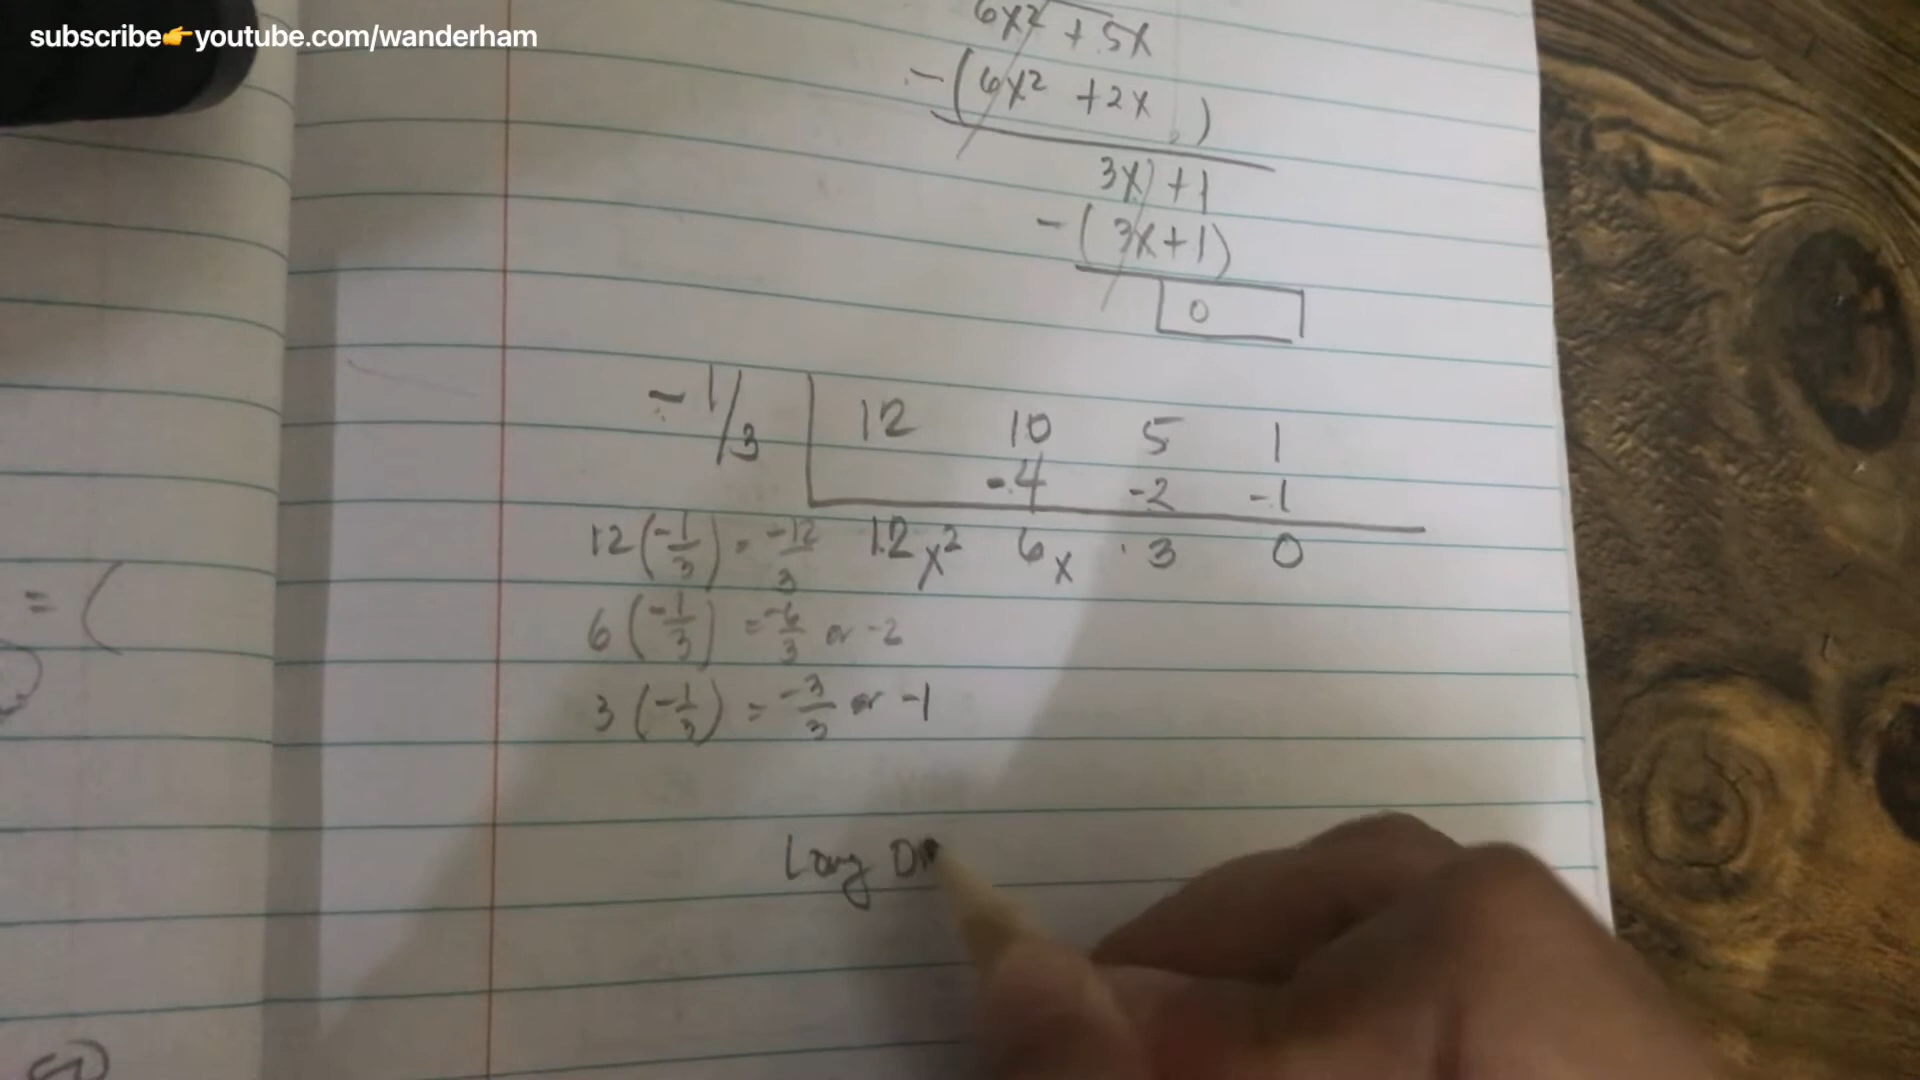 subscribe👉youtube.com/wanderham
6x² + 5x
-(6x² + 2x )
3x + 1
-(3x + 1)
0
-1/3 | 12 10 5 1
-4 -2 -1
12(-1/3) = -12/3 12x² 6x 3 0
6(-1/3) = -6/3 or -2
3(-1/3) = -3/3 or -1
= (
Long